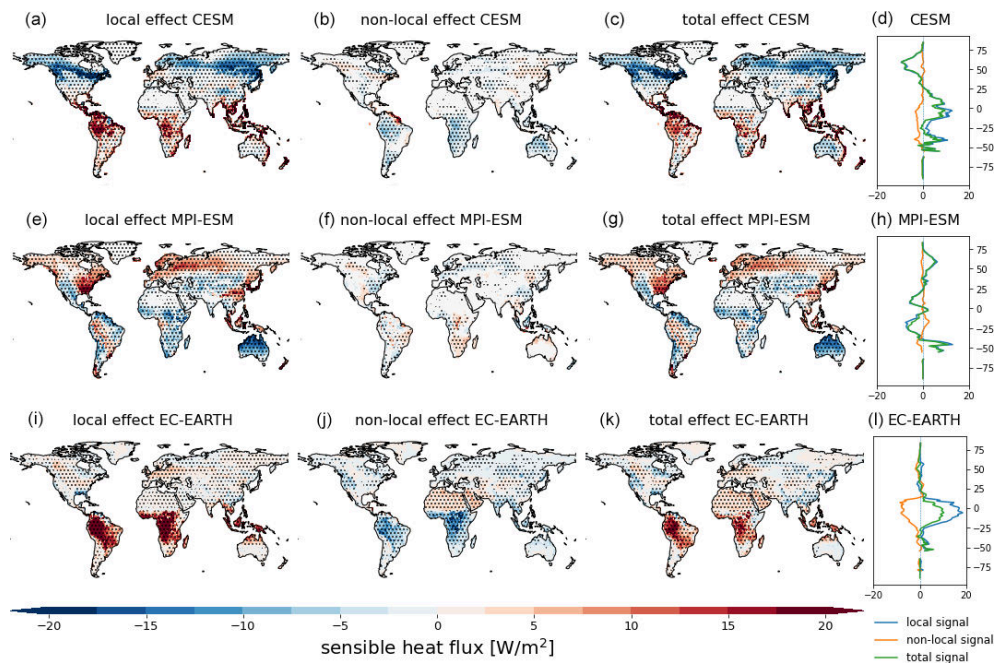 (a) local effect CESM
(b) non-local effect CESM
(c) total effect CESM
(d) CESM
75
50
25
0
−25
−50
−75
−20 0 20
(e) local effect MPI-ESM
(f) non-local effect MPI-ESM
(g) total effect MPI-ESM
(h) MPI-ESM
75
50
25
0
−25
−50
−75
−20 0 20
(i) local effect EC-EARTH
(j) non-local effect EC-EARTH
(k) total effect EC-EARTH
(l) EC-EARTH
75
50
25
0
−25
−50
−75
−20 0 20
−20 −15 −10 −5 0 5 10 15 20
sensible heat flux [W/m²]
local signal
non-local signal
total signal